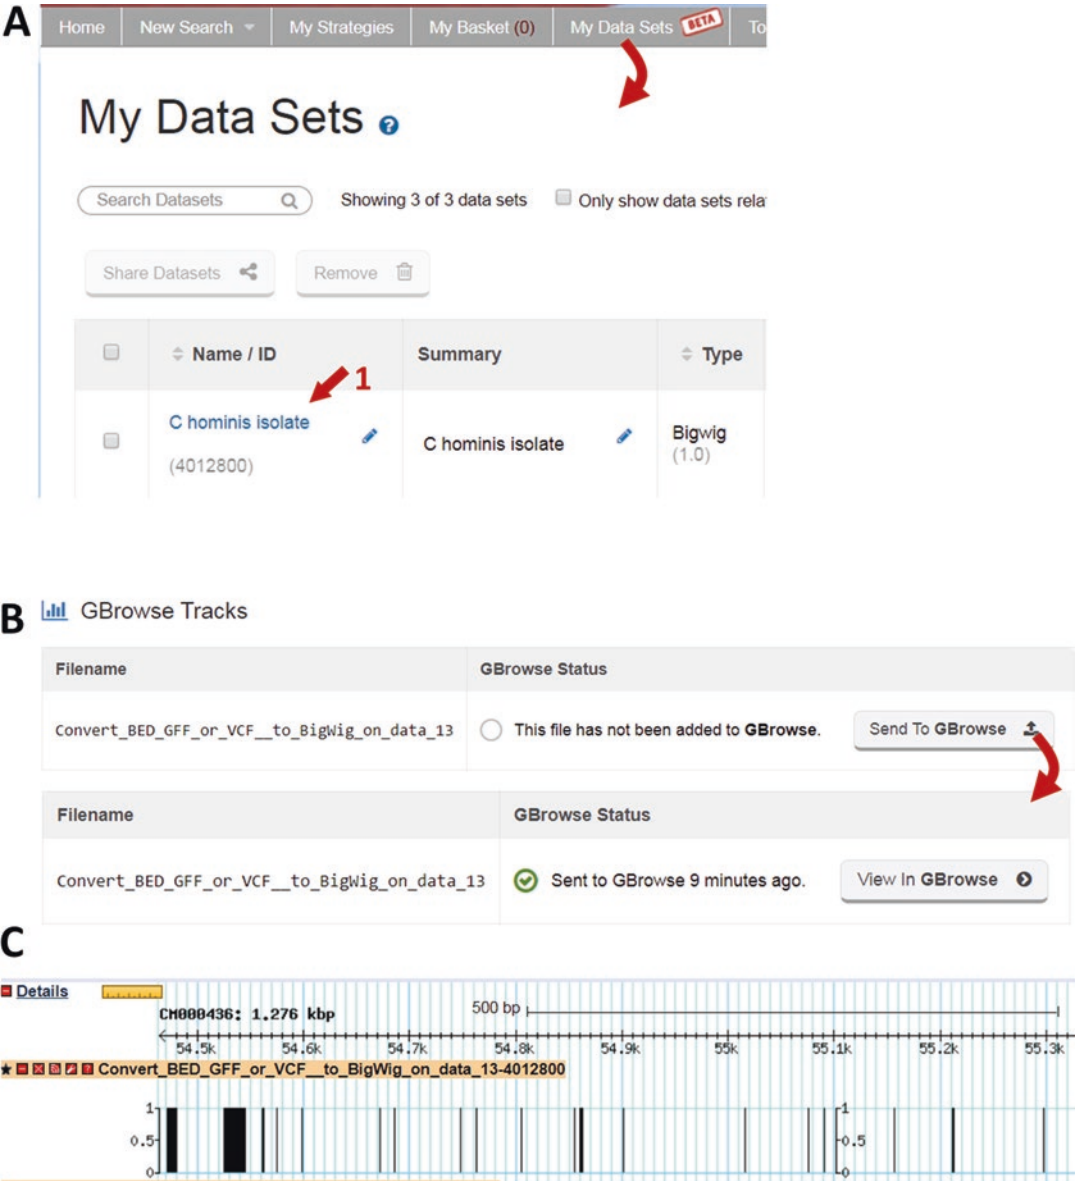 A
Home New Search My Strategies My Basket (0) My Data Sets BETA To
My Data Sets ?
Search Datasets Showing 3 of 3 data sets Only show data sets rela
Share Datasets Remove
Name / ID Summary Type
1
C hominis isolate C hominis isolate Bigwig
(4012800) (1.0)
B GBrowse Tracks
Filename GBrowse Status
Convert_BED_GFF_or_VCF__to_BigWig_on_data_13 This file has not been added to GBrowse. Send To GBrowse
Filename GBrowse Status
Convert_BED_GFF_or_VCF__to_BigWig_on_data_13 Sent to GBrowse 9 minutes ago. View In GBrowse
C
Details
CM000436: 1.276 kbp 500 bp
54.5k 54.6k 54.7k 54.8k 54.9k 55k 55.1k 55.2k 55.3k
Convert_BED_GFF_or_VCF__to_BigWig_on_data_13-4012800
1 1
0.5 0.5
0 0